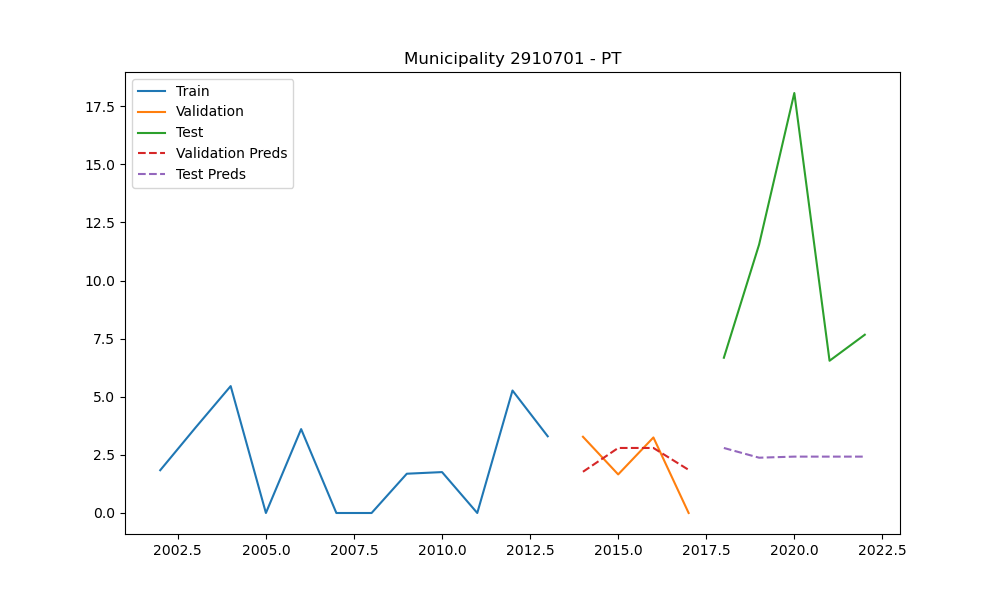 Municipality 2910701 - PT
Train
Validation
Test
Validation Preds
Test Preds
17.5
15.0
12.5
10.0
7.5
5.0
2.5
0.0
2002.5 2005.0 2007.5 2010.0 2012.5 2015.0 2017.5 2020.0 2022.5